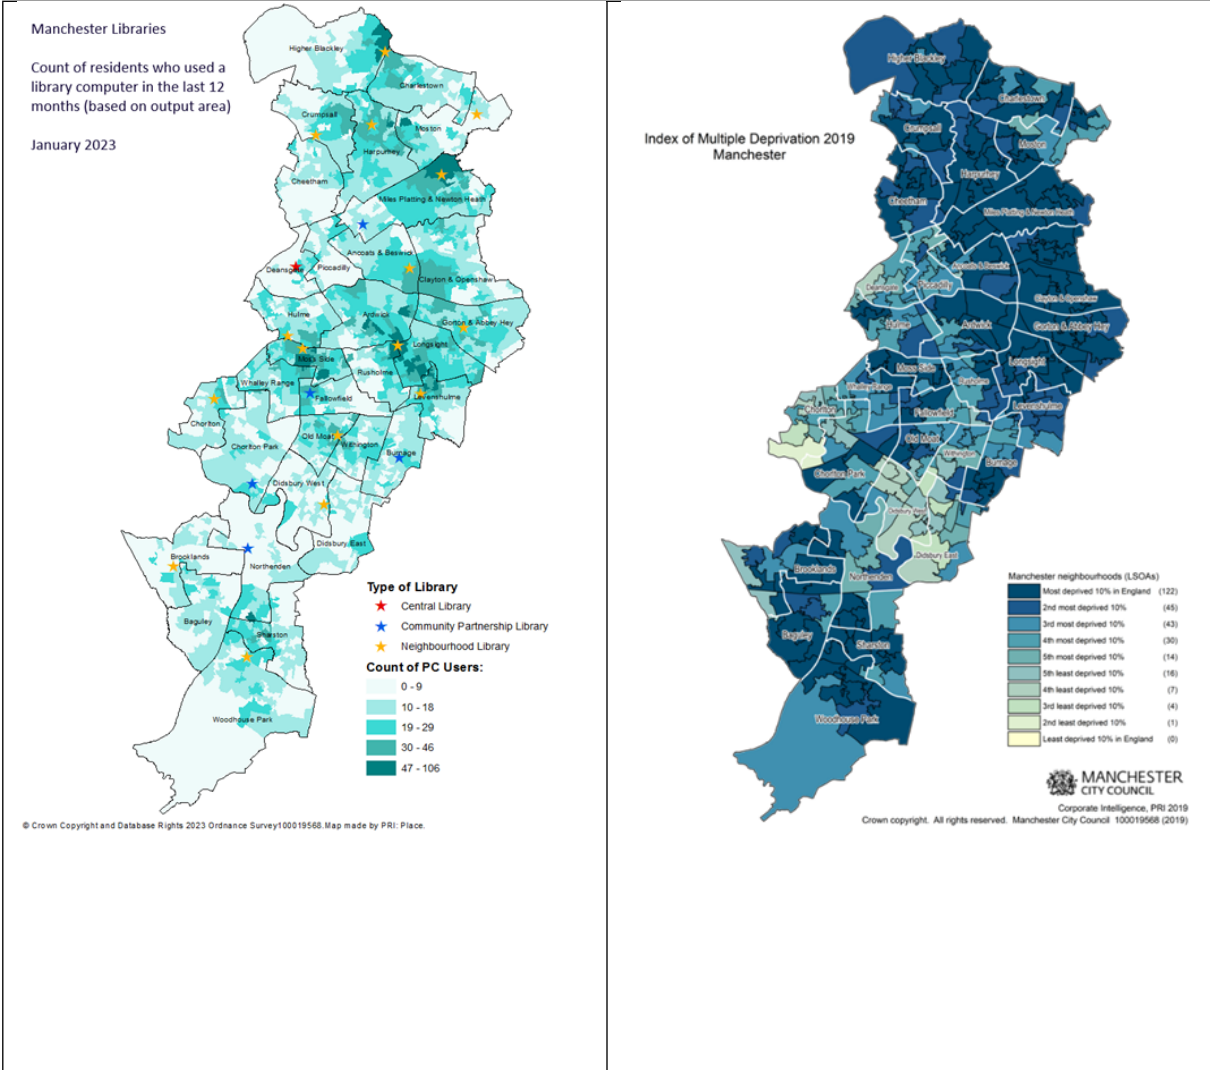 Manchester Libraries
Count of residents who used a
library computer in the last 12
months (based on output area)
January 2023
Higher Blackley
Charlestown
Crumpsall
Moston
Harpurhey
Cheetham
Miles Platting & Newton Heath
Ancoats & Beswick
Deansgate
Piccadilly
Clayton & Openshaw
Hulme
Ardwick
Gorton & Abbey Hey
Moss Side
Longsight
Rusholme
Whalley Range
Fallowfield
Levenshulme
Chorlton
Old Moat
Withington
Chorlton Park
Burnage
Didsbury West
Didsbury East
Brooklands
Northenden
Baguley
Sharston
Woodhouse Park
Type of Library
Central Library
Community Partnership Library
Neighbourhood Library
Count of PC Users:
0 - 9
10 - 18
19 - 29
30 - 46
47 - 106
© Crown Copyright and Database Rights 2023 Ordnance Survey100019568.Map made by PRI: Place.
Index of Multiple Deprivation 2019
Manchester
Higher Blackley
Charlestown
Crumpsall
Moston
Harpurhey
Cheetham
Miles Platting & Newton Heath
Ancoats & Beswick
Deansgate
Piccadilly
Clayton & Openshaw
Hulme
Ardwick
Gorton & Abbey Hey
Longsight
Moss Side
Rusholme
Whalley Range
Chorlton
Fallowfield
Levenshulme
Old Moat
Withington
Burnage
Chorlton Park
Didsbury West
Didsbury East
Brooklands
Northenden
Baguley
Sharston
Woodhouse Park
Manchester neighbourhoods (LSOAs)
Most deprived 10% in England (122)
2nd most deprived 10% (45)
3rd most deprived 10% (43)
4th most deprived 10% (30)
5th most deprived 10% (14)
5th least deprived 10% (16)
4th least deprived 10% (7)
3rd least deprived 10% (4)
2nd least deprived 10% (1)
Least deprived 10% in England (0)
MANCHESTER
CITY COUNCIL
Corporate Intelligence, PRI 2019
Crown copyright. All rights reserved. Manchester City Council 100019568 (2019)